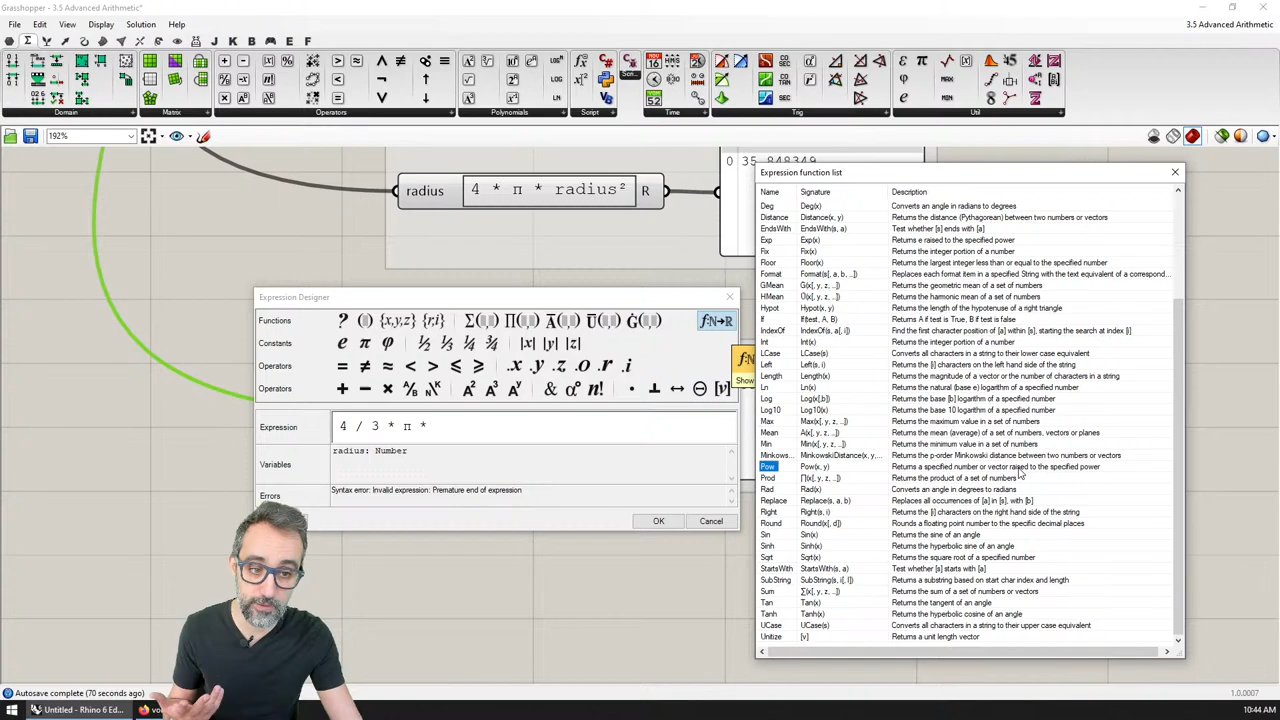 Grasshopper - 3.5 Advanced Arithmetic*
File Edit View Display Solution Help
3.5 Advanced Arithmetic
Domain Matrix Operators Polynomials Script Time Trig Util
192%
0 35.848349
radius 4 * π * radius² R
Expression function list
Name Signature Description
Deg Deg(x) Converts an angle in radians to degrees
Distance Distance(x, y) Returns the distance (Pythagorean) between two numbers or vectors
EndsWith EndsWith(s, a) Test whether [s] ends with [a]
Exp Exp(x) Returns e raised to the specified power
Fix Fix(x) Returns the integer portion of a number
Floor Floor(x) Returns the largest integer less than or equal to the specified number
Format Format(s[, a, b, ..]) Replaces each format item in a specified String with the text equivalent of a correspond...
GMean Ġ(x[, y, z, ..]) Returns the geometric mean of a set of numbers
HMean Ū(x[, y, z, ..]) Returns the harmonic mean of a set of numbers
Hypot Hypot(x, y) Returns the length of the hypotenuse of a right triangle
If If(test, A, B) Returns A if test is True, B if test is false
IndexOf IndexOf(s, a[, i]) Find the first character position of [a] within [s], starting the search at index [i]
Int Int(x) Returns the integer portion of a number
LCase LCase(s) Converts all characters in a string to their lower case equivalent
Left Left(s, i) Returns the [i] characters on the left hand side of the string
Length Length(x) Returns the magnitude of a vector or the number of characters in a string
Ln Ln(x) Returns the natural (base e) logarithm of a specified number
Log Log(x[,b]) Returns the base [b] logarithm of a specified number
Log10 Log10(x) Returns the base 10 logarithm of a specified number
Max Max(x[, y, z, ..]) Returns the maximum value in a set of numbers
Mean Ā(x[, y, z, ..]) Returns the mean (average) of a set of numbers, vectors or planes
Min Min(x[, y, z, ..]) Returns the minimum value in a set of numbers
Minkows... MinkowskiDistance(x, y,... Returns the p-order Minkowski distance between two numbers or vectors
Pow Pow(x, y) Returns a specified number or vector raised to the specified power
Prod ∏(x[, y, z, ..]) Returns the product of a set of numbers
Rad Rad(x) Converts an angle in degrees to radians
Replace Replace(s, a, b) Replaces all occurrences of [a] in [s], with [b]
Right Right(s, i) Returns the [i] characters on the right hand side of the string
Round Round(x[, d]) Rounds a floating point number to the specific decimal places
Sin Sin(x) Returns the sine of an angle
Sinh Sinh(x) Returns the hyperbolic sine of an angle
Sqrt Sqrt(x) Returns the square root of a specified number
StartsWith StartsWith(s, a) Test whether [s] starts with [a]
SubString SubString(s, i[, l]) Returns a substring based on start char index and length
Sum ∑(x[, y, z, ..]) Returns the sum of a set of numbers or vectors
Tan Tan(x) Returns the tangent of an angle
Tanh Tanh(x) Returns the hyperbolic cosine of an angle
UCase UCase(s) Converts all characters in a string to their upper case equivalent
Unitize [v] Returns a unit length vector
Expression Designer
Functions
Constants
Operators
Operators
Show
Expression 4 / 3 * π *
Variables radius: Number
Errors Syntax error: Invalid expression: Premature end of expression
OK Cancel
Autosave complete (70 seconds ago)
1.0.0007
Untitled - Rhino 6 Ed...
10:44 AM